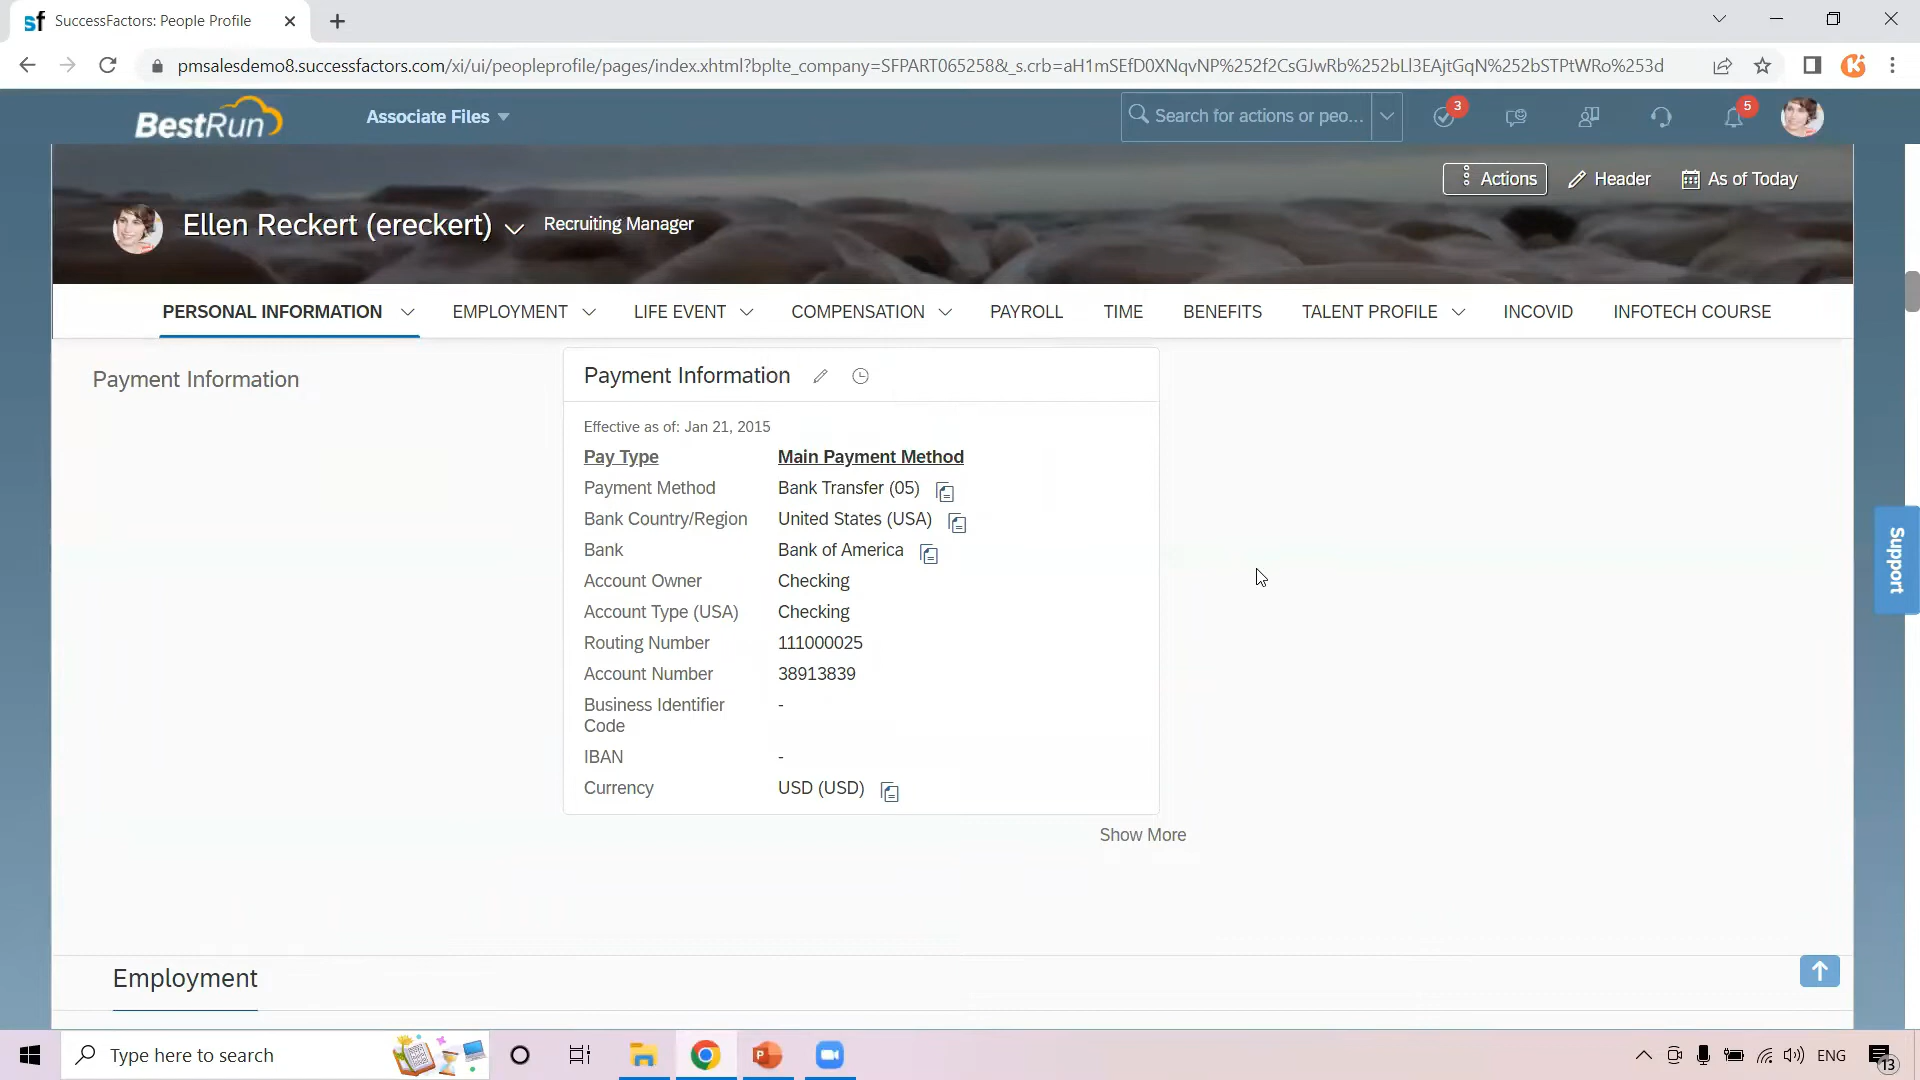 SuccessFactors: People Profile
pmsalesdemo8.successfactors.com/xi/ui/peopleprofile/pages/index.xhtml?bplte_company=SFPART065258&_s.crb=aH1mSEfD0XNqvNP%252f2CsGJwRb%252bLl3EAjtGqN%252bSTPtWRo%253d
BestRun
Associate Files
Search for actions or peo...
3
5
Actions
Header
As of Today
Ellen Reckert (ereckert)
Recruiting Manager
PERSONAL INFORMATION EMPLOYMENT LIFE EVENT COMPENSATION PAYROLL TIME BENEFITS TALENT PROFILE INCOVID INFOTECH COURSE
Payment Information
Payment Information
Effective as of: Jan 21, 2015
Pay Type Main Payment Method
Payment Method Bank Transfer (05)
Bank Country/Region United States (USA)
Bank Bank of America
Account Owner Checking
Account Type (USA) Checking
Routing Number 111000025
Account Number 38913839
Business Identifier -
Code
IBAN -
Currency USD (USD)
Show More
Support
Employment
Type here to search
ENG
13